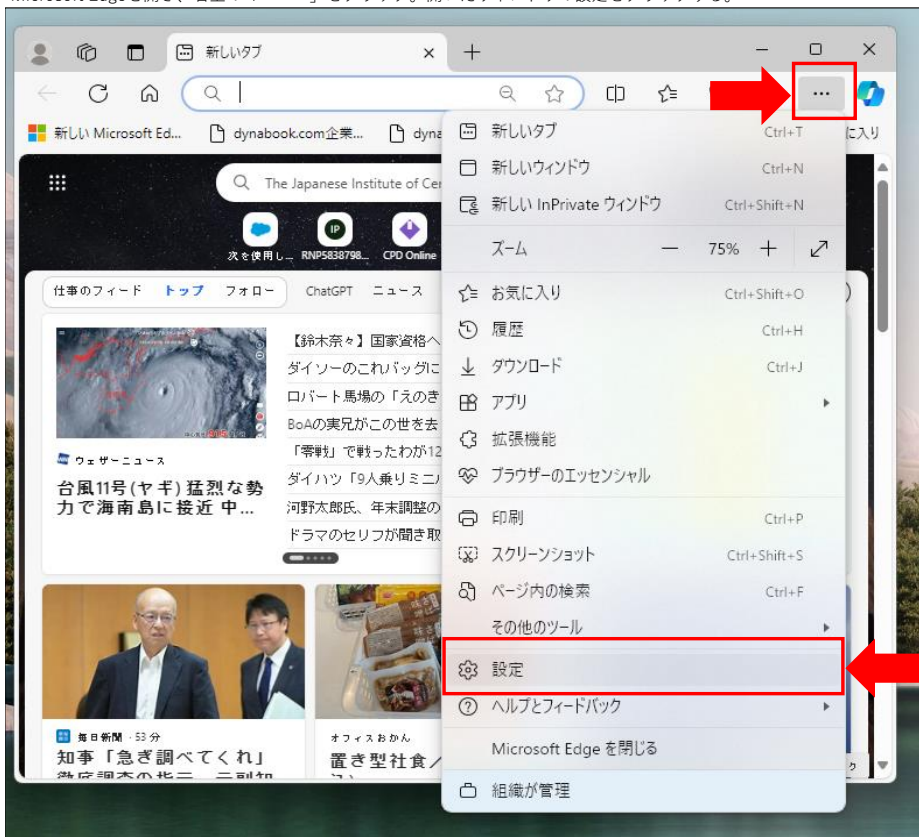 新しいタブ
新しい Microsoft Ed...
dynabook.com企業...
dyna
に入り
The Japanese Institute of Cer
次を使用し...
RNP5838798...
CPD Online
仕事のフィード
トップ
フォロー
ChatGPT
ニュース
【鈴木奈々】国家資格へ
ダイソーのこれバッグに
ロバート馬場の「えのき
BoAの実兄がこの世を去
「零戦」で戦ったわが12
ダイハツ「9人乗りミニバ
河野太郎氏、年末調整の
ドラマのセリフが聞き取
ウェザーニュース
台風11号(ヤギ)猛烈な勢
力で海南島に接近 中...
毎日新聞 · 53 分
知事「急ぎ調べてくれ」
オフィスおかん
置き型社食／
新しいタブ Ctrl+T
新しいウィンドウ Ctrl+N
新しい InPrivate ウィンドウ Ctrl+Shift+N
ズーム 75%
お気に入り Ctrl+Shift+O
履歴 Ctrl+H
ダウンロード Ctrl+J
アプリ
拡張機能
ブラウザーのエッセンシャル
印刷 Ctrl+P
スクリーンショット Ctrl+Shift+S
ページ内の検索 Ctrl+F
その他のツール
設定
ヘルプとフィードバック
Microsoft Edge を閉じる
組織が管理